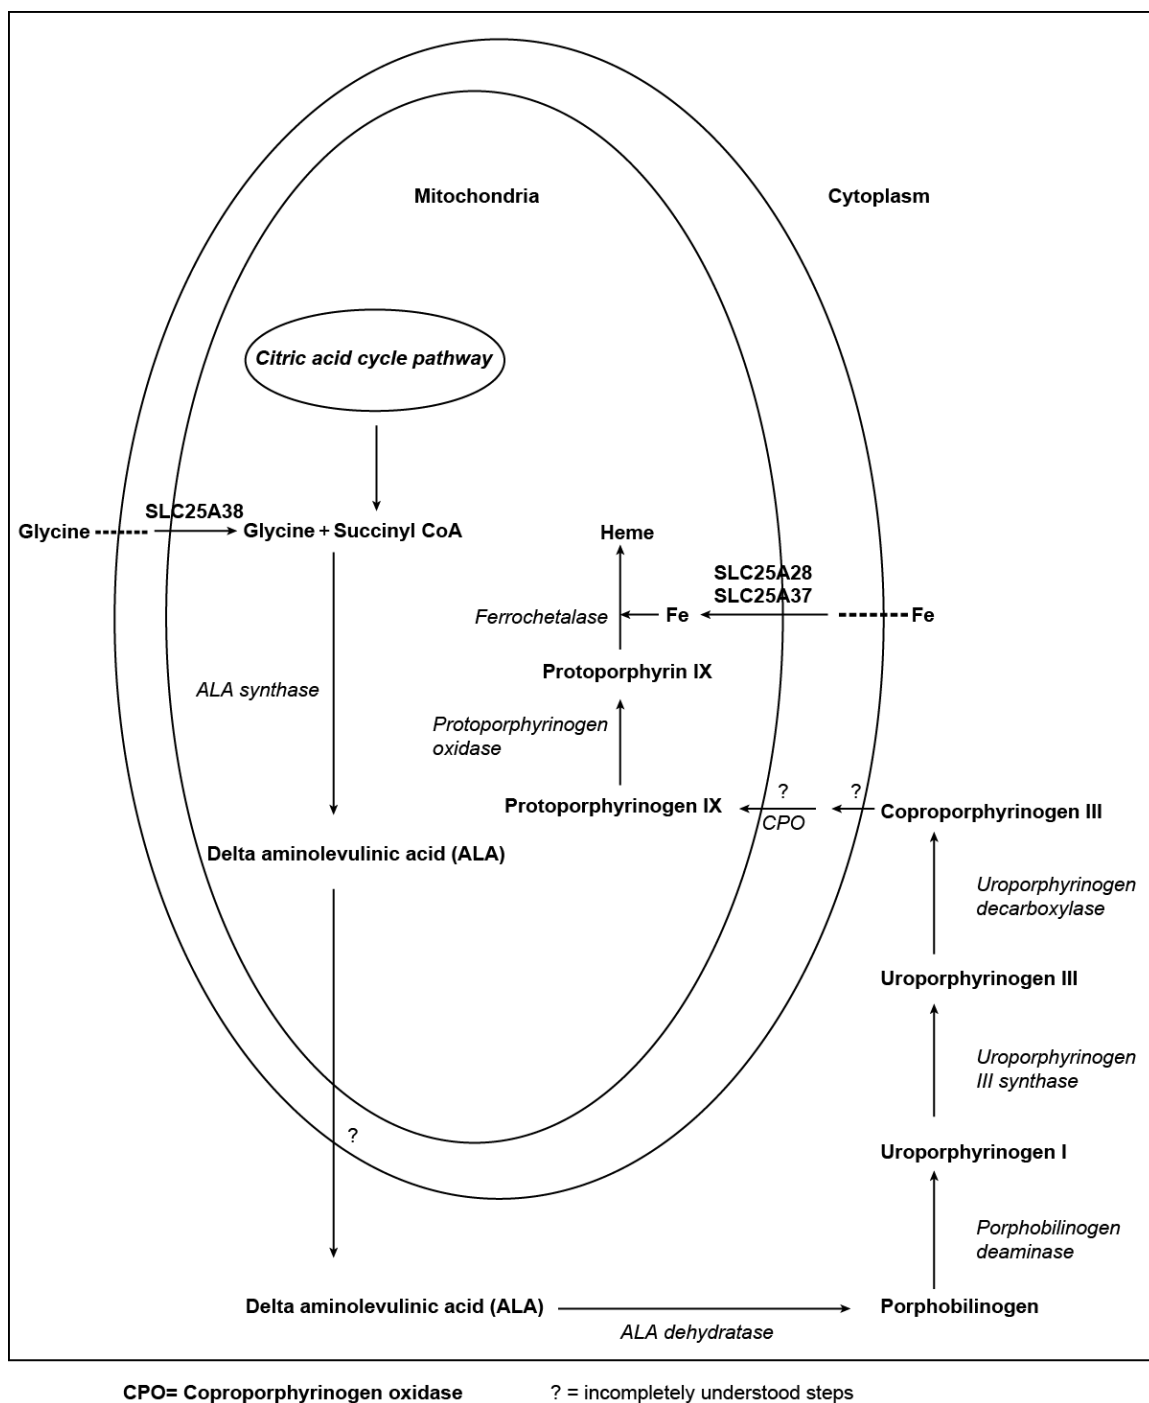 Mitochondria
Cytoplasm
Citric acid cycle pathway
SLC25A38
Glycine
Glycine + Succinyl CoA
Heme
SLC25A28
SLC25A37
Ferrochetalase
Fe
Fe
Protoporphyrin IX
ALA synthase
Protoporphyrinogen
oxidase
?
?
Protoporphyrinogen IX
CPO
Coproporphyrinogen III
Delta aminolevulinic acid (ALA)
Uroporphyrinogen
decarboxylase
Uroporphyrinogen III
Uroporphyrinogen
III synthase
?
Uroporphyrinogen I
Porphobilinogen
deaminase
Delta aminolevulinic acid (ALA)
ALA dehydratase
Porphobilinogen
CPO= Coproporphyrinogen oxidase
? = incompletely understood steps